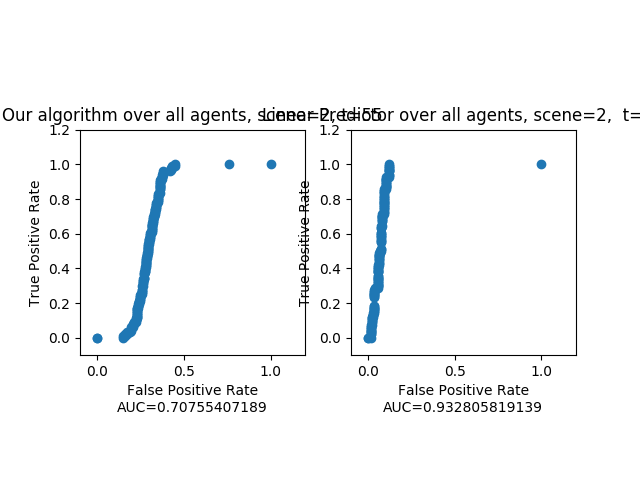 Our algorithm over all agents, scene=2, t=55
Linear Predictor over all agents, scene=2, t=
1.2
1.0
0.8
0.6
0.4
0.2
0.0
True Positive Rate
0.0 0.5 1.0
False Positive Rate
AUC=0.70755407189
1.2
1.0
0.8
0.6
0.4
0.2
0.0
True Positive Rate
0.0 0.5 1.0
False Positive Rate
AUC=0.932805819139